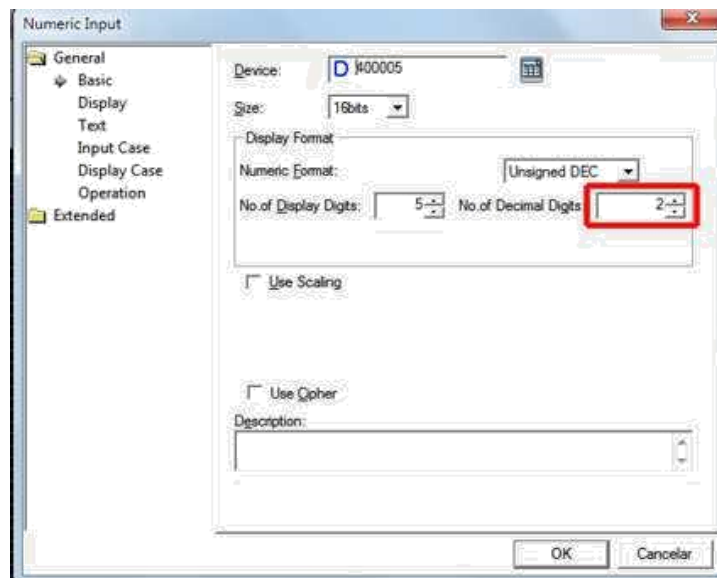 Numeric Input
General
Basic
Display
Text
Input Case
Display Case
Operation
Extended
Device: D 400005
Size: 16bits
Display Format
Numeric Format: Unsigned DEC
No.of Display Digits: 5 No.of Decimal Digits: 2
Use Scaling
Use Cipher
Description:
OK Cancelar